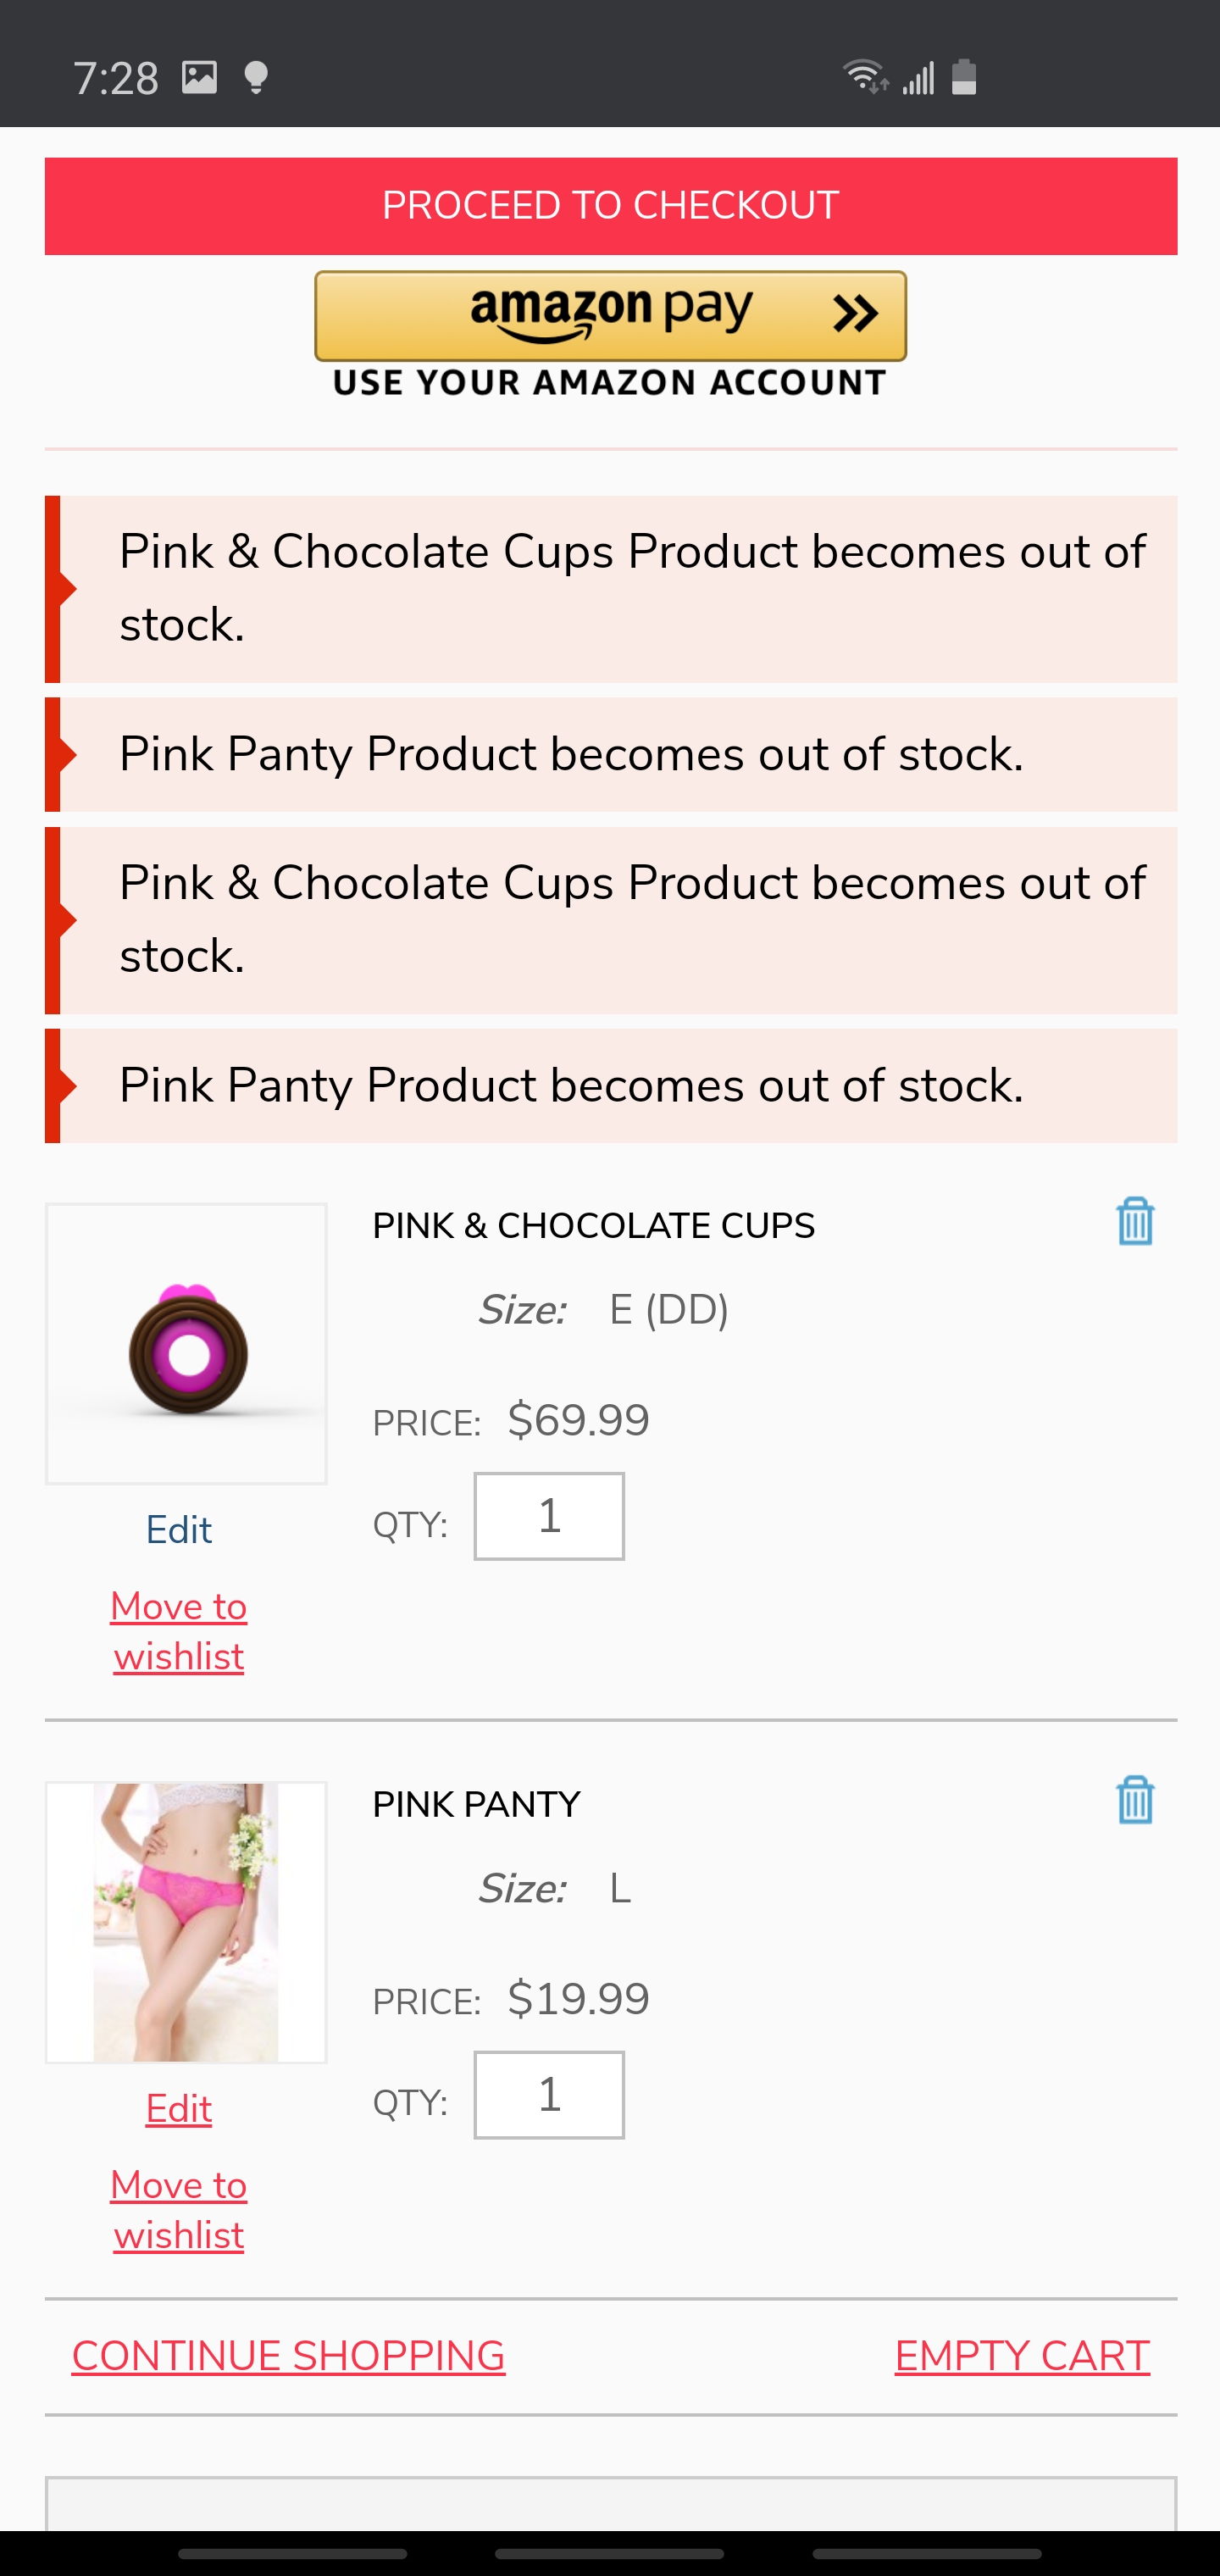 7:28
PROCEED TO CHECKOUT
amazon pay
USE YOUR AMAZON ACCOUNT
Pink & Chocolate Cups Product becomes out of
stock.
Pink Panty Product becomes out of stock.
Pink & Chocolate Cups Product becomes out of
stock.
Pink Panty Product becomes out of stock.
PINK & CHOCOLATE CUPS
Size: E (DD)
PRICE: $69.99
QTY: 1
Edit
Move to
wishlist
PINK PANTY
Size: L
PRICE: $19.99
QTY: 1
Edit
Move to
wishlist
CONTINUE SHOPPING EMPTY CART